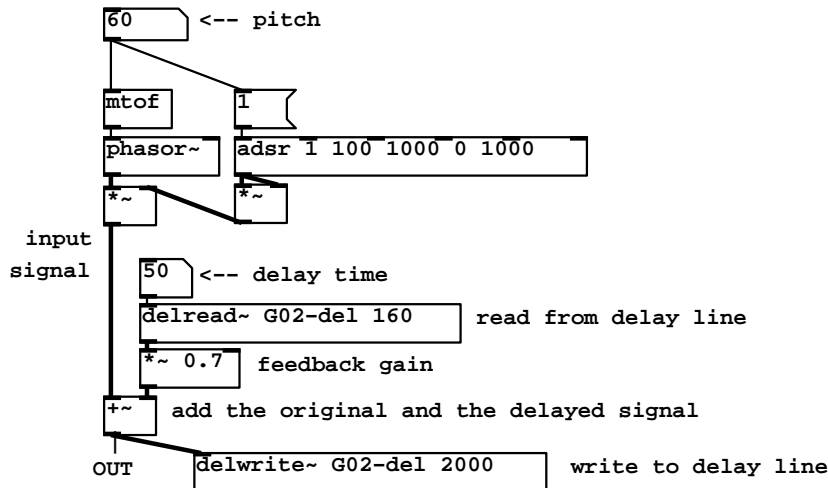 60 <-- pitch
mtof 1
phasor~ adsr 1 100 1000 0 1000
*~ *~
input
signal
50 <-- delay time
delread~ G02-del 160 read from delay line
*~ 0.7 feedback gain
+~ add the original and the delayed signal
OUT delwrite~ G02-del 2000 write to delay line